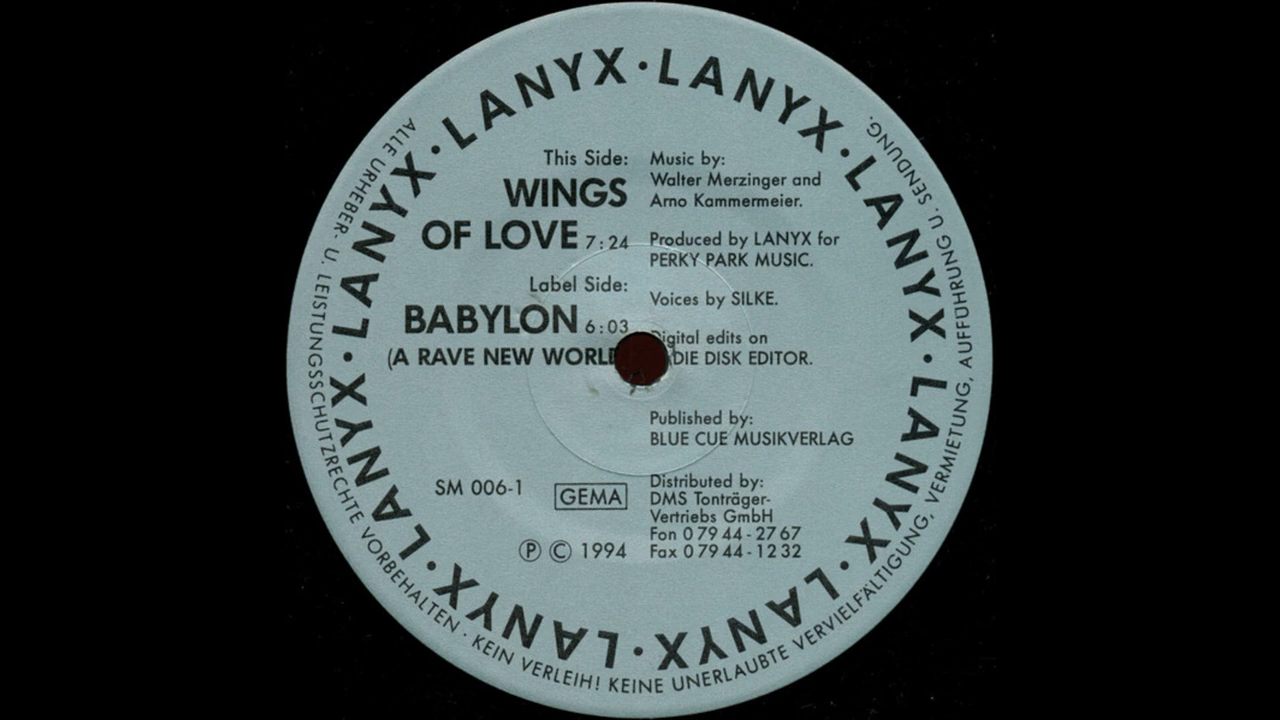 LANYX · LANYX · LANYX · LANYX · LANYX · LANYX · LANYX · LANYX · LANYX · LANYX ·
This Side:
WINGS
OF LOVE 7:24
Label Side:
BABYLON 6:03
(A RAVE NEW WORLD
SM 006-1
GEMA
Ⓟ © 1994
Music by:
Walter Merzinger and
Arno Kammermeier.
Produced by LANYX for
PERKY PARK MUSIC.
Voices by SILKE.
Digital edits on
DISK EDITOR.
Published by:
BLUE CUE MUSIKVERLAG
Distributed by:
DMS Tonträger-
Vertriebs GmbH
Fon 0 79 44 - 27 67
Fax 0 79 44 - 12 32
ALLE URHEBER- U. LEISTUNGSSCHUTZRECHTE VORBEHALTEN · KEIN VERLEIH! KEINE UNERLAUBTE VERVIELFÄLTIGUNG, VERMIETUNG, AUFFÜHRUNG U. SENDUNG.